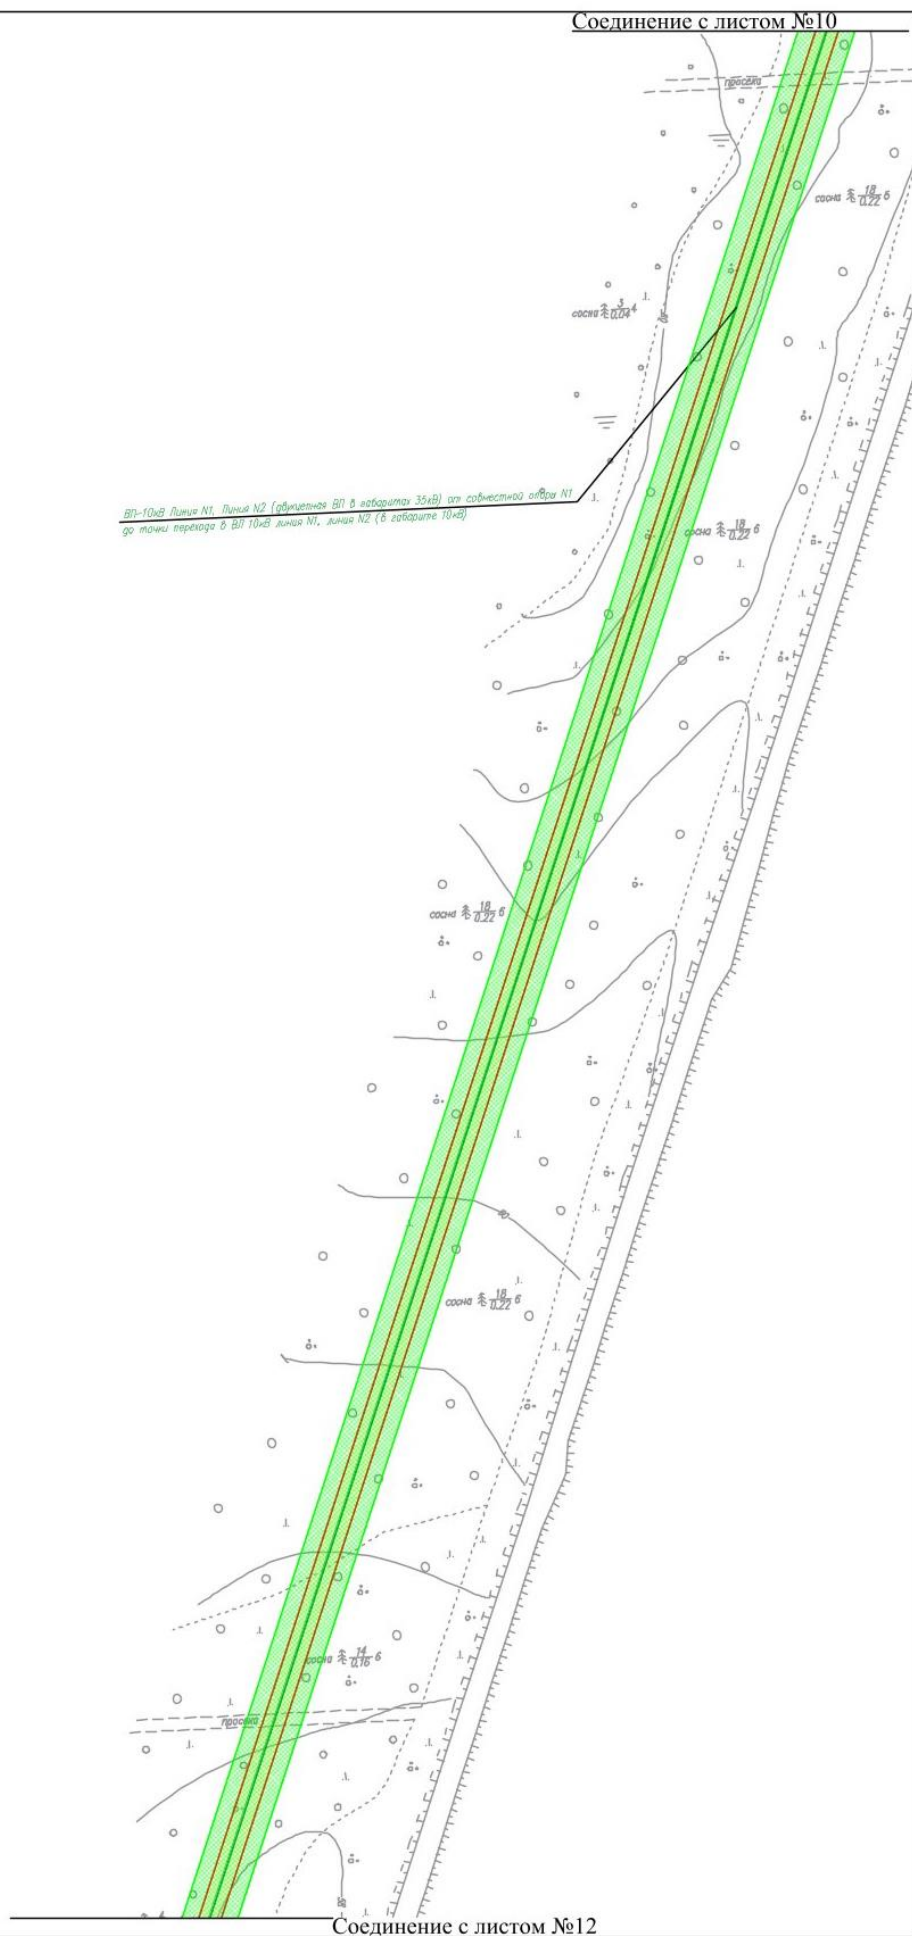 Соединение с листом №10
просека
сосна 18/0.22 6
сосна 5/0.04 4
ВЛ-10кВ Линия N1, Линия N2 (двухцепная ВЛ в габаритах 35кВ) от совместной опоры N1
до точки перехода в ВЛ 10кВ линия N1, линия N2 (в габарите 10кВ)
сосна 18/0.22 6
сосна 18/0.22 6
сосна 18/0.22 6
сосна 14/0.16 6
просека
Соединение с листом №12